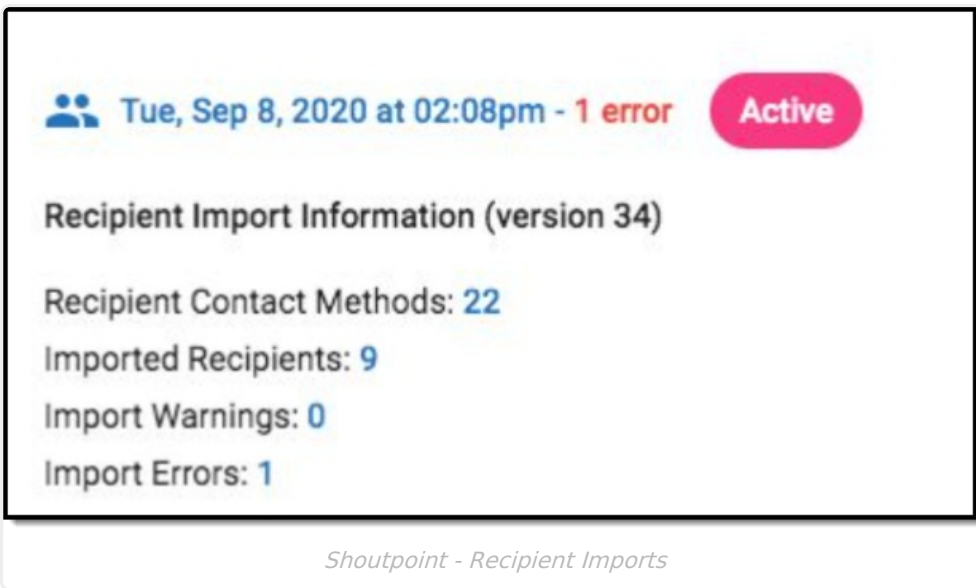 Tue, Sep 8, 2020 at 02:08pm - 1 error Active
Recipient Import Information (version 34)
Recipient Contact Methods: 22
Imported Recipients: 9
Import Warnings: 0
Import Errors: 1
Shoutpoint - Recipient Imports